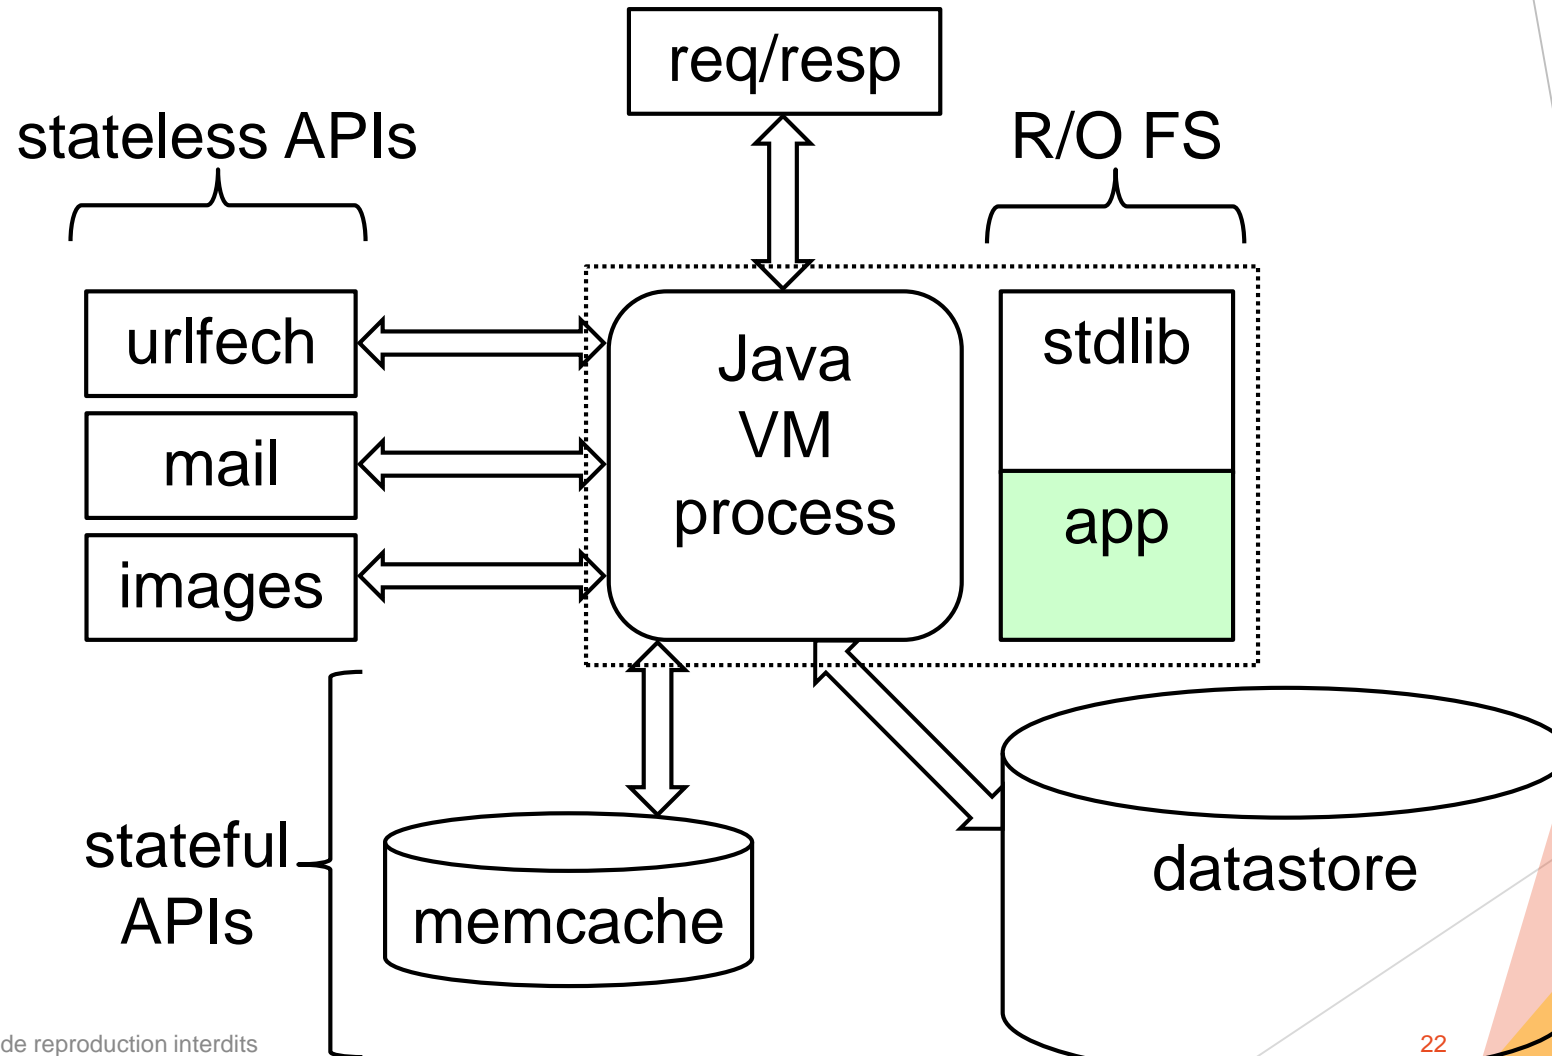 req/resp
stateless APIs
R/O FS
urlfech
mail
images
Java
VM
process
stdlib
app
stateful
APIs
memcache
datastore
de reproduction interdits
22